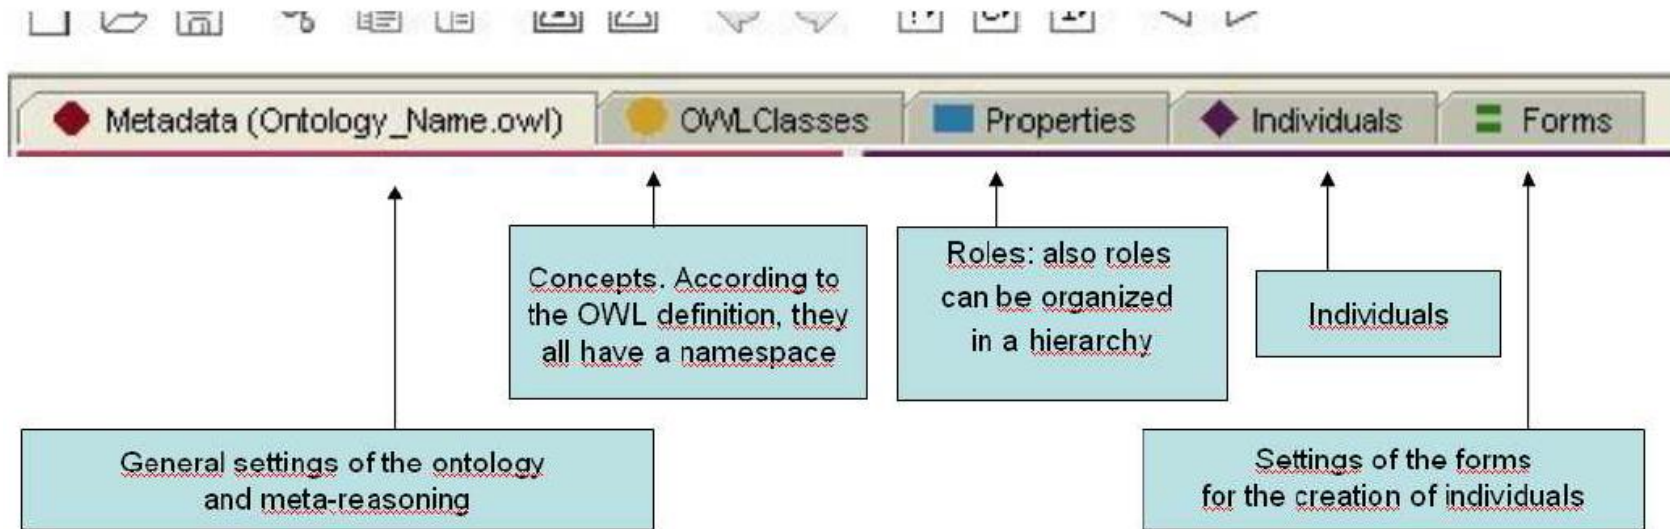 Metadata (Ontology_Name.owl)
OWLClasses
Properties
Individuals
Forms
Concepts. According to
the OWL definition, they
all have a namespace
Roles: also roles
can be organized
in a hierarchy
Individuals
General settings of the ontology
and meta-reasoning
Settings of the forms
for the creation of individuals